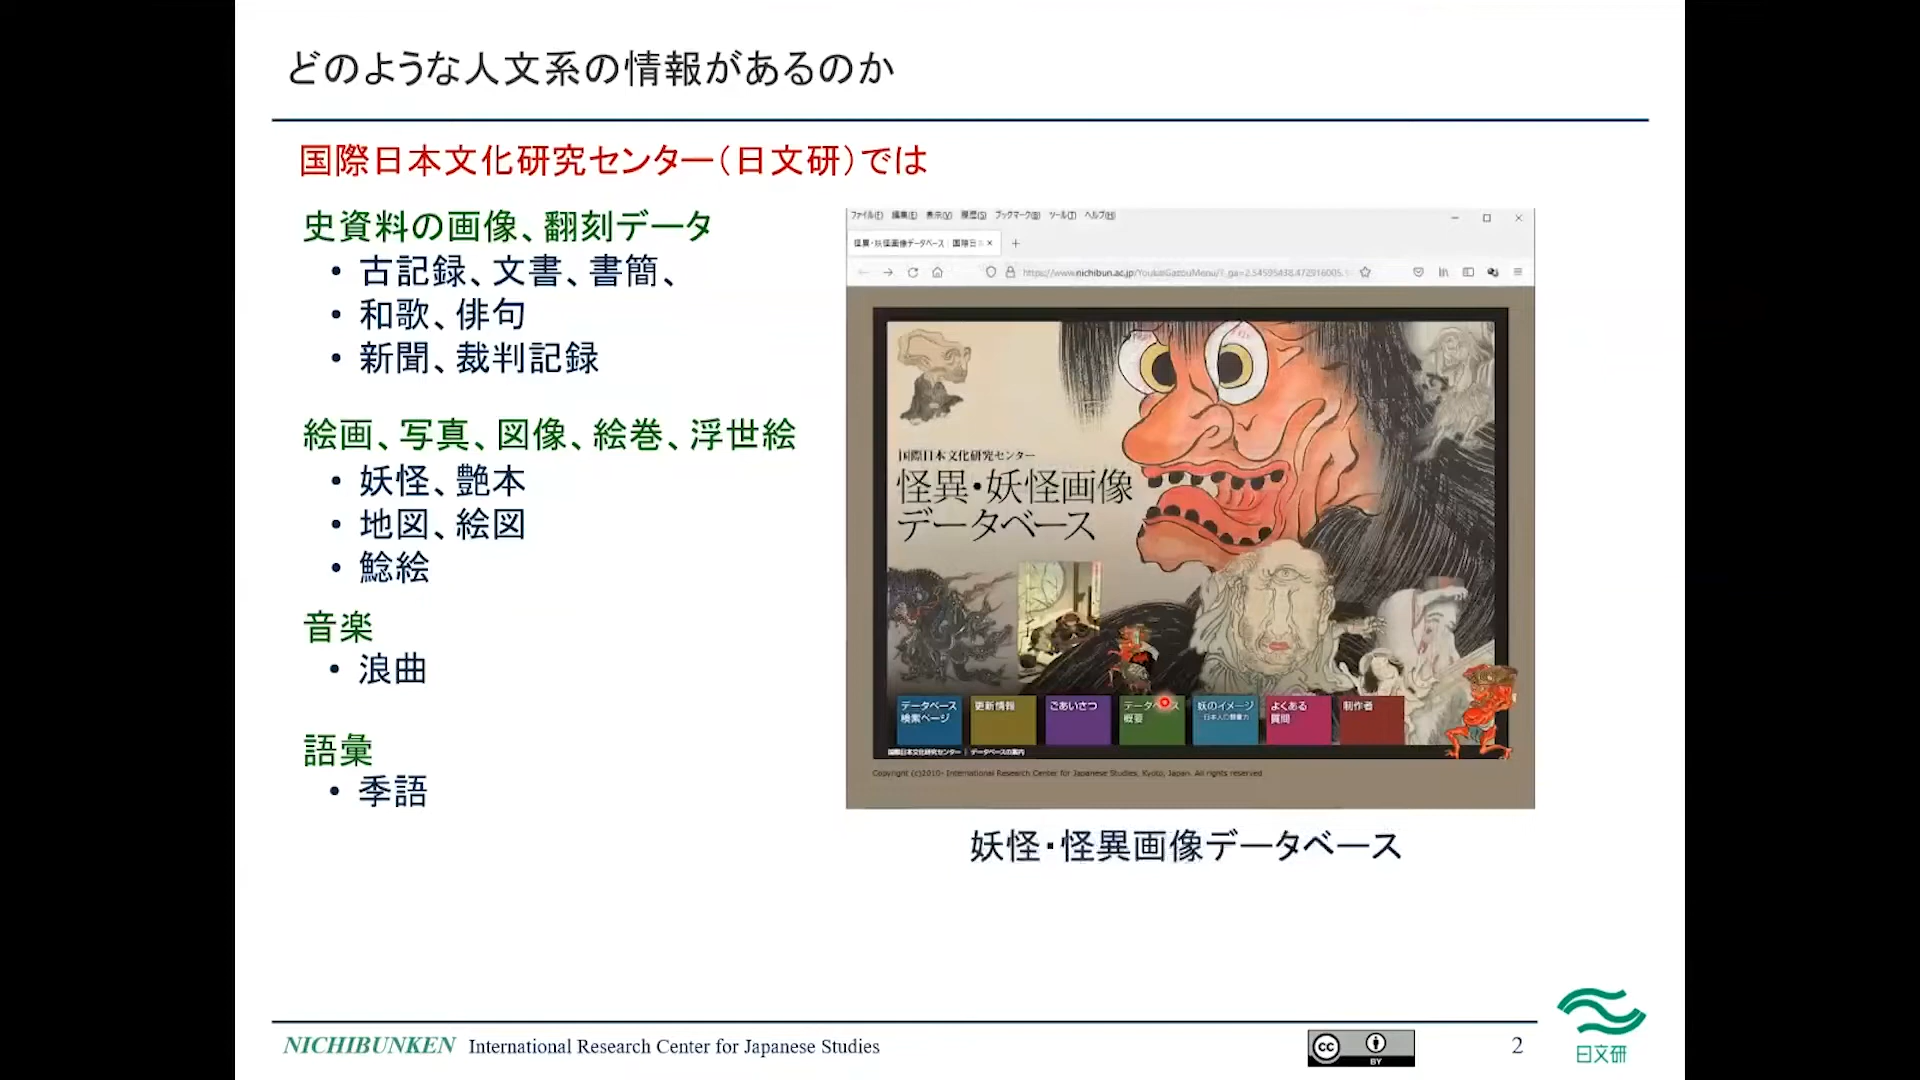 どのような人文系の情報があるのか
国際日本文化研究センター（日文研）では
史資料の画像、翻刻データ
• 古記録、文書、書簡、
• 和歌、俳句
• 新聞、裁判記録
絵画、写真、図像、絵巻、浮世絵
• 妖怪、艶本
• 地図、絵図
• 鯰絵
音楽
• 浪曲
語彙
• 季語
ファイル(F) 編集(E) 表示(V) 履歴(S) ブックマーク(B) ツール(T) ヘルプ(H)
怪異・妖怪画像データベース | 国際日
https://www.nichibun.ac.jp/YoukaiGazouMenu/?_ga=2.54595438.472916005.1
国際日本文化研究センター
怪異・妖怪画像
データベース
データベース
検索ページ
更新情報
ごあいさつ
データベース
概要
妖のイメージ
日本人の想像力
よくある
質問
制作者
国際日本文化研究センター | データベースの案内
Copyright (c)2010- International Research Center for Japanese Studies, Kyoto, Japan. All rights reserved
妖怪・怪異画像データベース
NICHIBUNKEN International Research Center for Japanese Studies
cc
BY
2
日文研